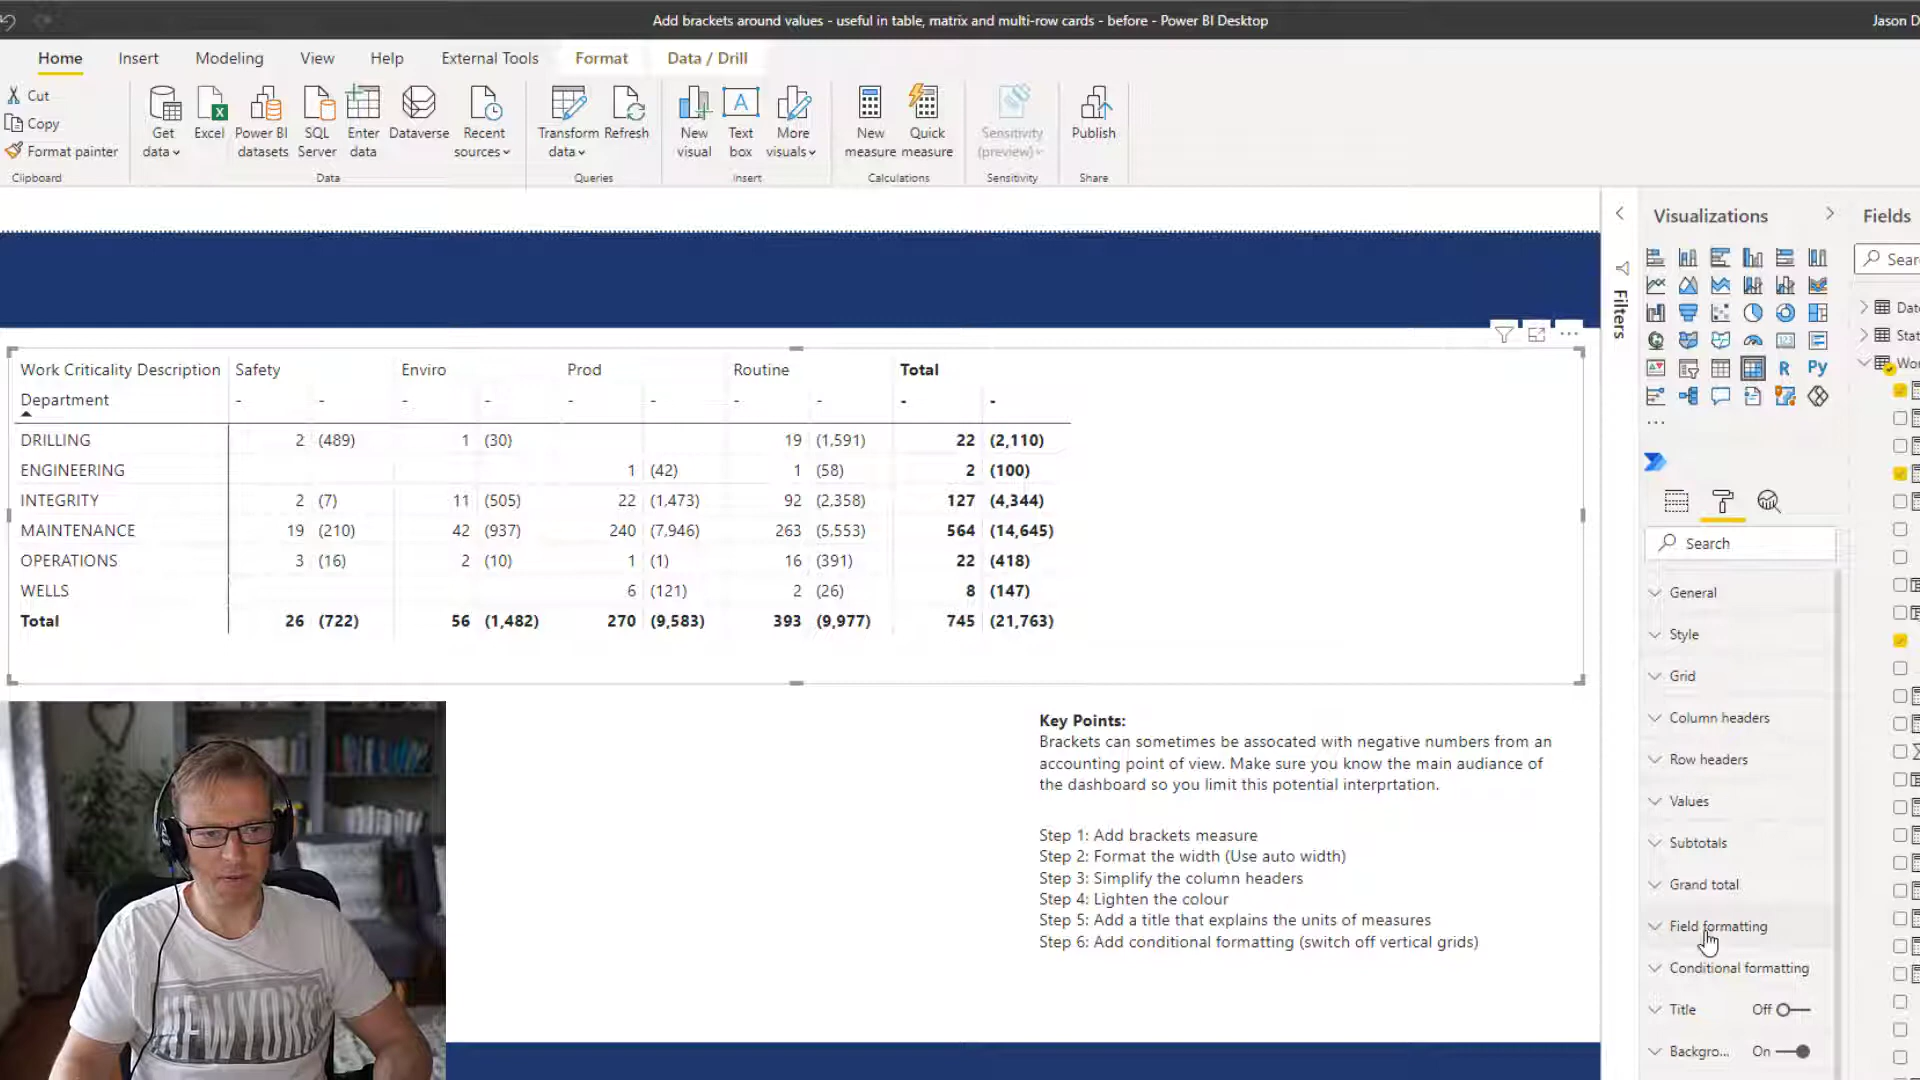 Add brackets around values - useful in table, matrix and multi-row cards - before - Power BI Desktop
Jason D
Home Insert Modeling View Help External Tools Format Data / Drill
Cut
Copy
Format painter
Clipboard
Get data
Excel
Power BI datasets
SQL Server
Enter data
Dataverse
Recent sources
Data
Transform data
Refresh
Queries
New visual
Text box
More visuals
Insert
New measure
Quick measure
Calculations
Sensitivity (preview)
Sensitivity
Publish
Share
Work Criticality Description Safety Enviro Prod Routine Total
Department - - - - - - - - - -
DRILLING 2 (489) 1 (30) 19 (1,591) 22 (2,110)
ENGINEERING 1 (42) 1 (58) 2 (100)
INTEGRITY 2 (7) 11 (505) 22 (1,473) 92 (2,358) 127 (4,344)
MAINTENANCE 19 (210) 42 (937) 240 (7,946) 263 (5,553) 564 (14,645)
OPERATIONS 3 (16) 2 (10) 1 (1) 16 (391) 22 (418)
WELLS 6 (121) 2 (26) 8 (147)
Total 26 (722) 56 (1,482) 270 (9,583) 393 (9,977) 745 (21,763)
Key Points:
Brackets can sometimes be assocated with negative numbers from an
accounting point of view. Make sure you know the main audiance of
the dashboard so you limit this potential interprtation.
Step 1: Add brackets measure
Step 2: Format the width (Use auto width)
Step 3: Simplify the column headers
Step 4: Lighten the colour
Step 5: Add a title that explains the units of measures
Step 6: Add conditional formatting (switch off vertical grids)
NEWYORK
Filters
Visualizations
R Py
Search
General
Style
Grid
Column headers
Row headers
Values
Subtotals
Grand total
Field formatting
Conditional formatting
Title Off
Backgro... On
Fields
Sear
Date
Stat
Wo